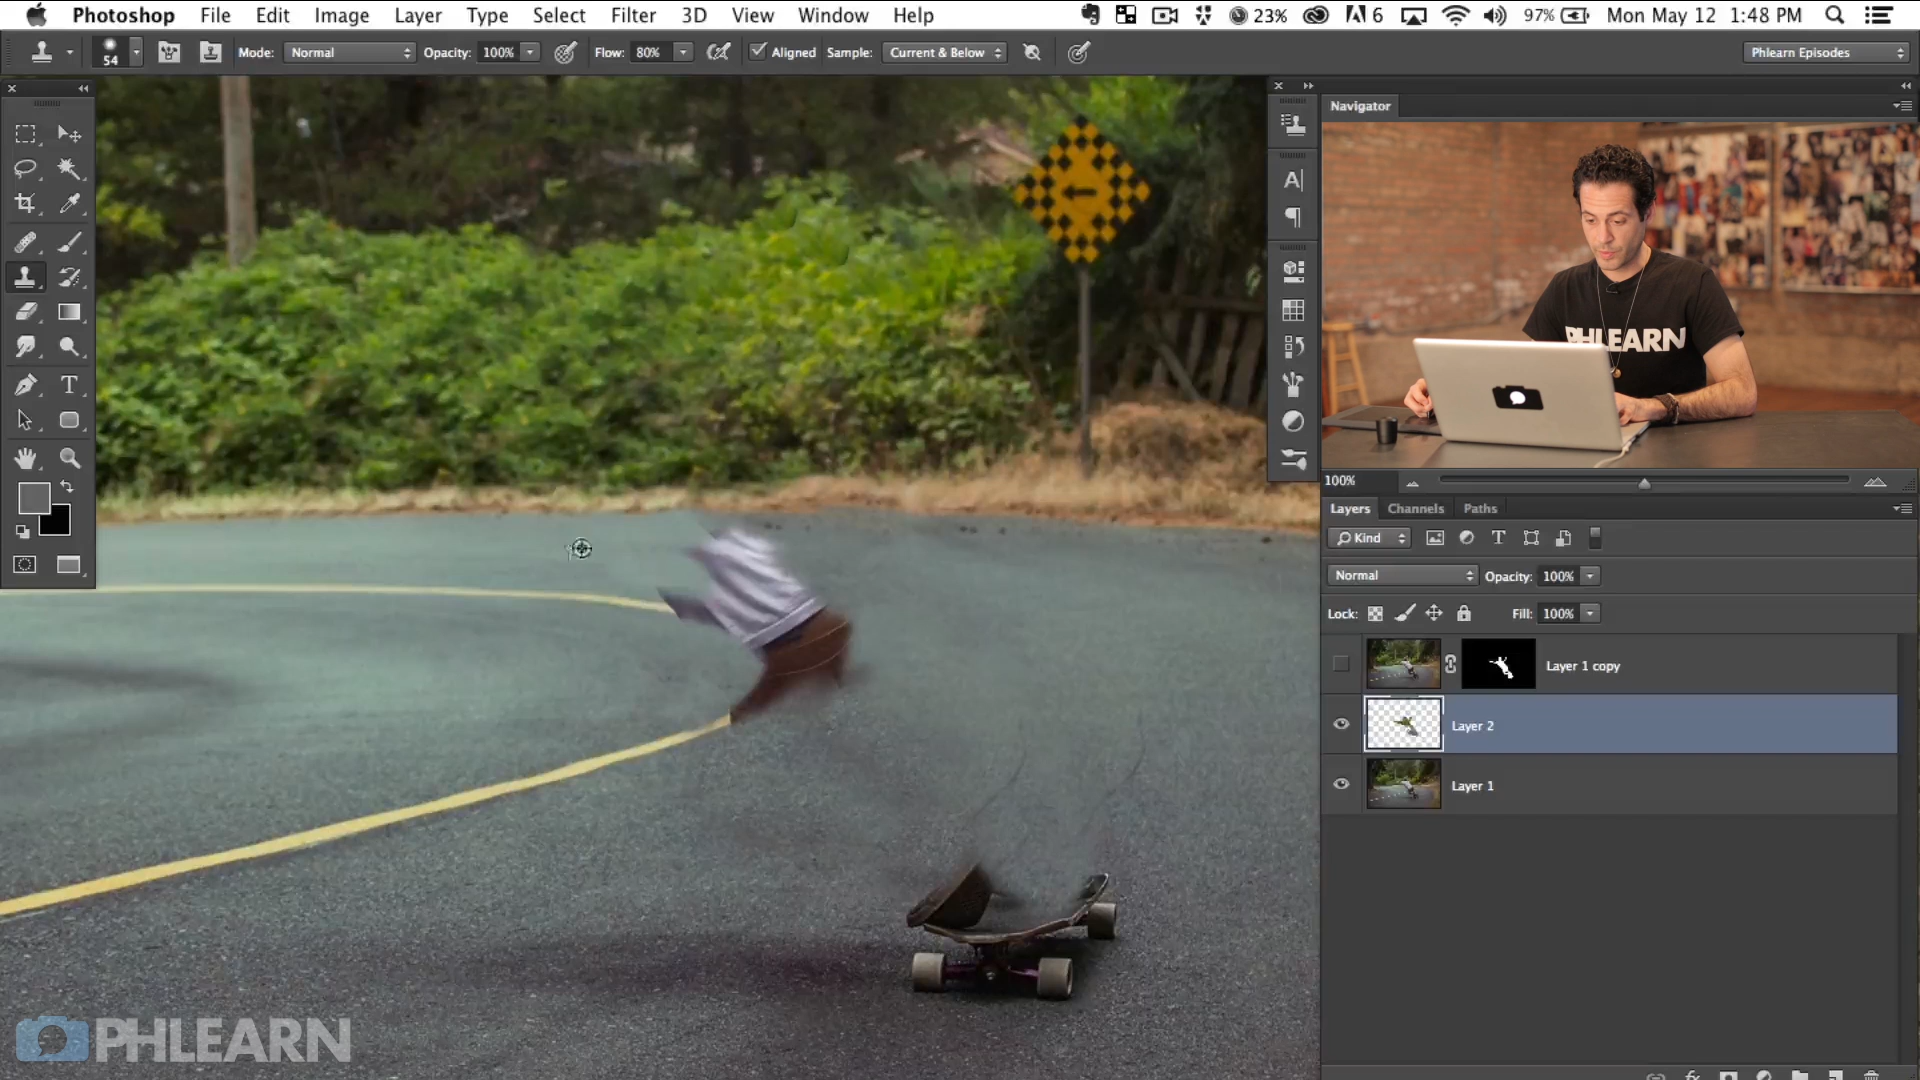 Photoshop File Edit Image Layer Type Select Filter 3D View Window Help 23% 6 97% Mon May 12 1:48 PM
54 Mode: Normal Opacity: 100% Flow: 80% Aligned Sample: Current & Below Phlearn Episodes
Navigator
PHLEARN
100%
Layers Channels Paths
Kind
Normal Opacity: 100%
Lock: Fill: 100%
Layer 1 copy
Layer 2
Layer 1
PHLEARN